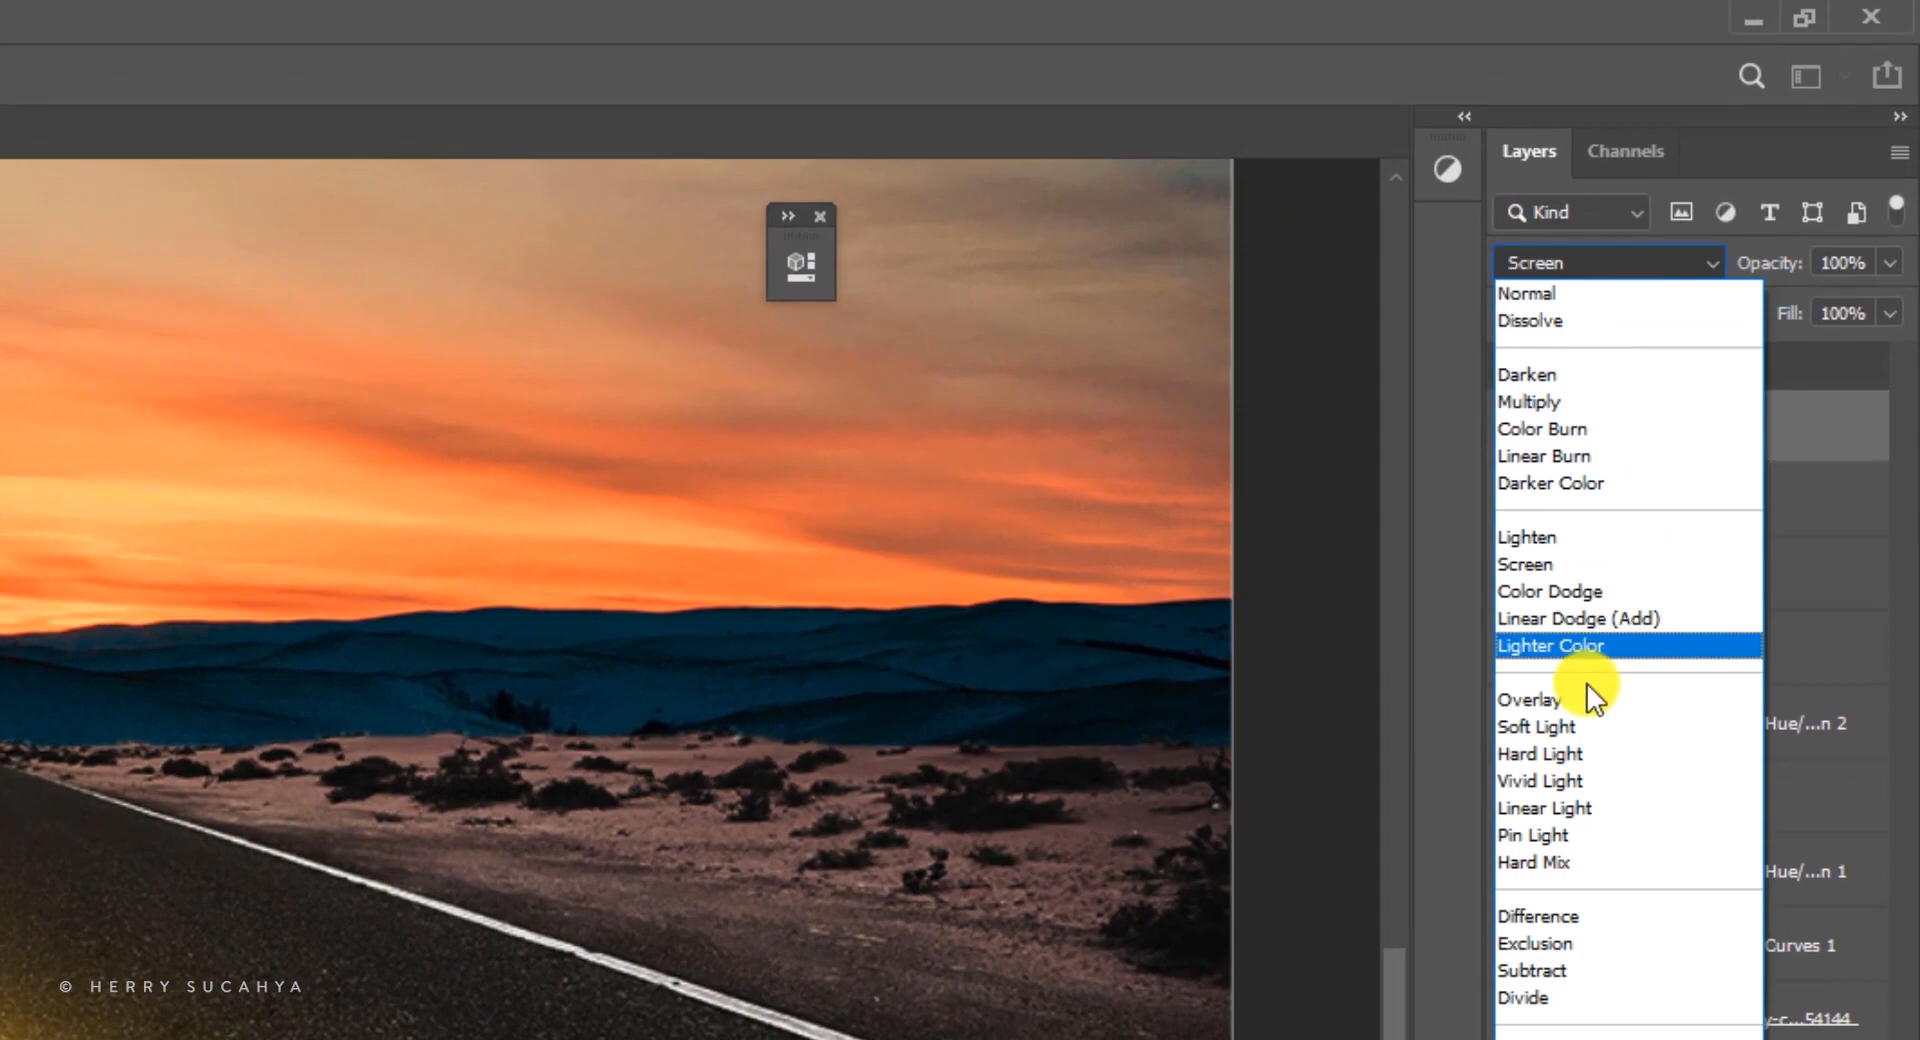 Layers Channels
Kind
Screen Opacity: 100%
Normal
Fill: 100%
Dissolve
Darken
Multiply
Color Burn
Linear Burn
Darker Color
Lighten
Screen
Color Dodge
Linear Dodge (Add)
Lighter Color
Overlay
Soft Light
Hue/...n 2
Hard Light
Vivid Light
Linear Light
Pin Light
Hard Mix
Hue/...n 1
Difference
Exclusion
Curves 1
Subtract
Divide
y-c...54144
© HERRY SUCAHYA